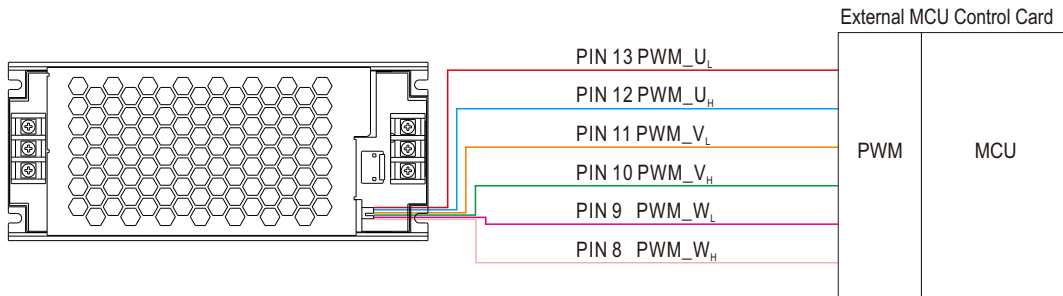 External MCU Control Card
PIN 13 PWM_UL
PIN 12 PWM_UH
PIN 11 PWM_VL
PIN 10 PWM_VH
PIN 9 PWM_WL
PIN 8 PWM_WH
PWM
MCU